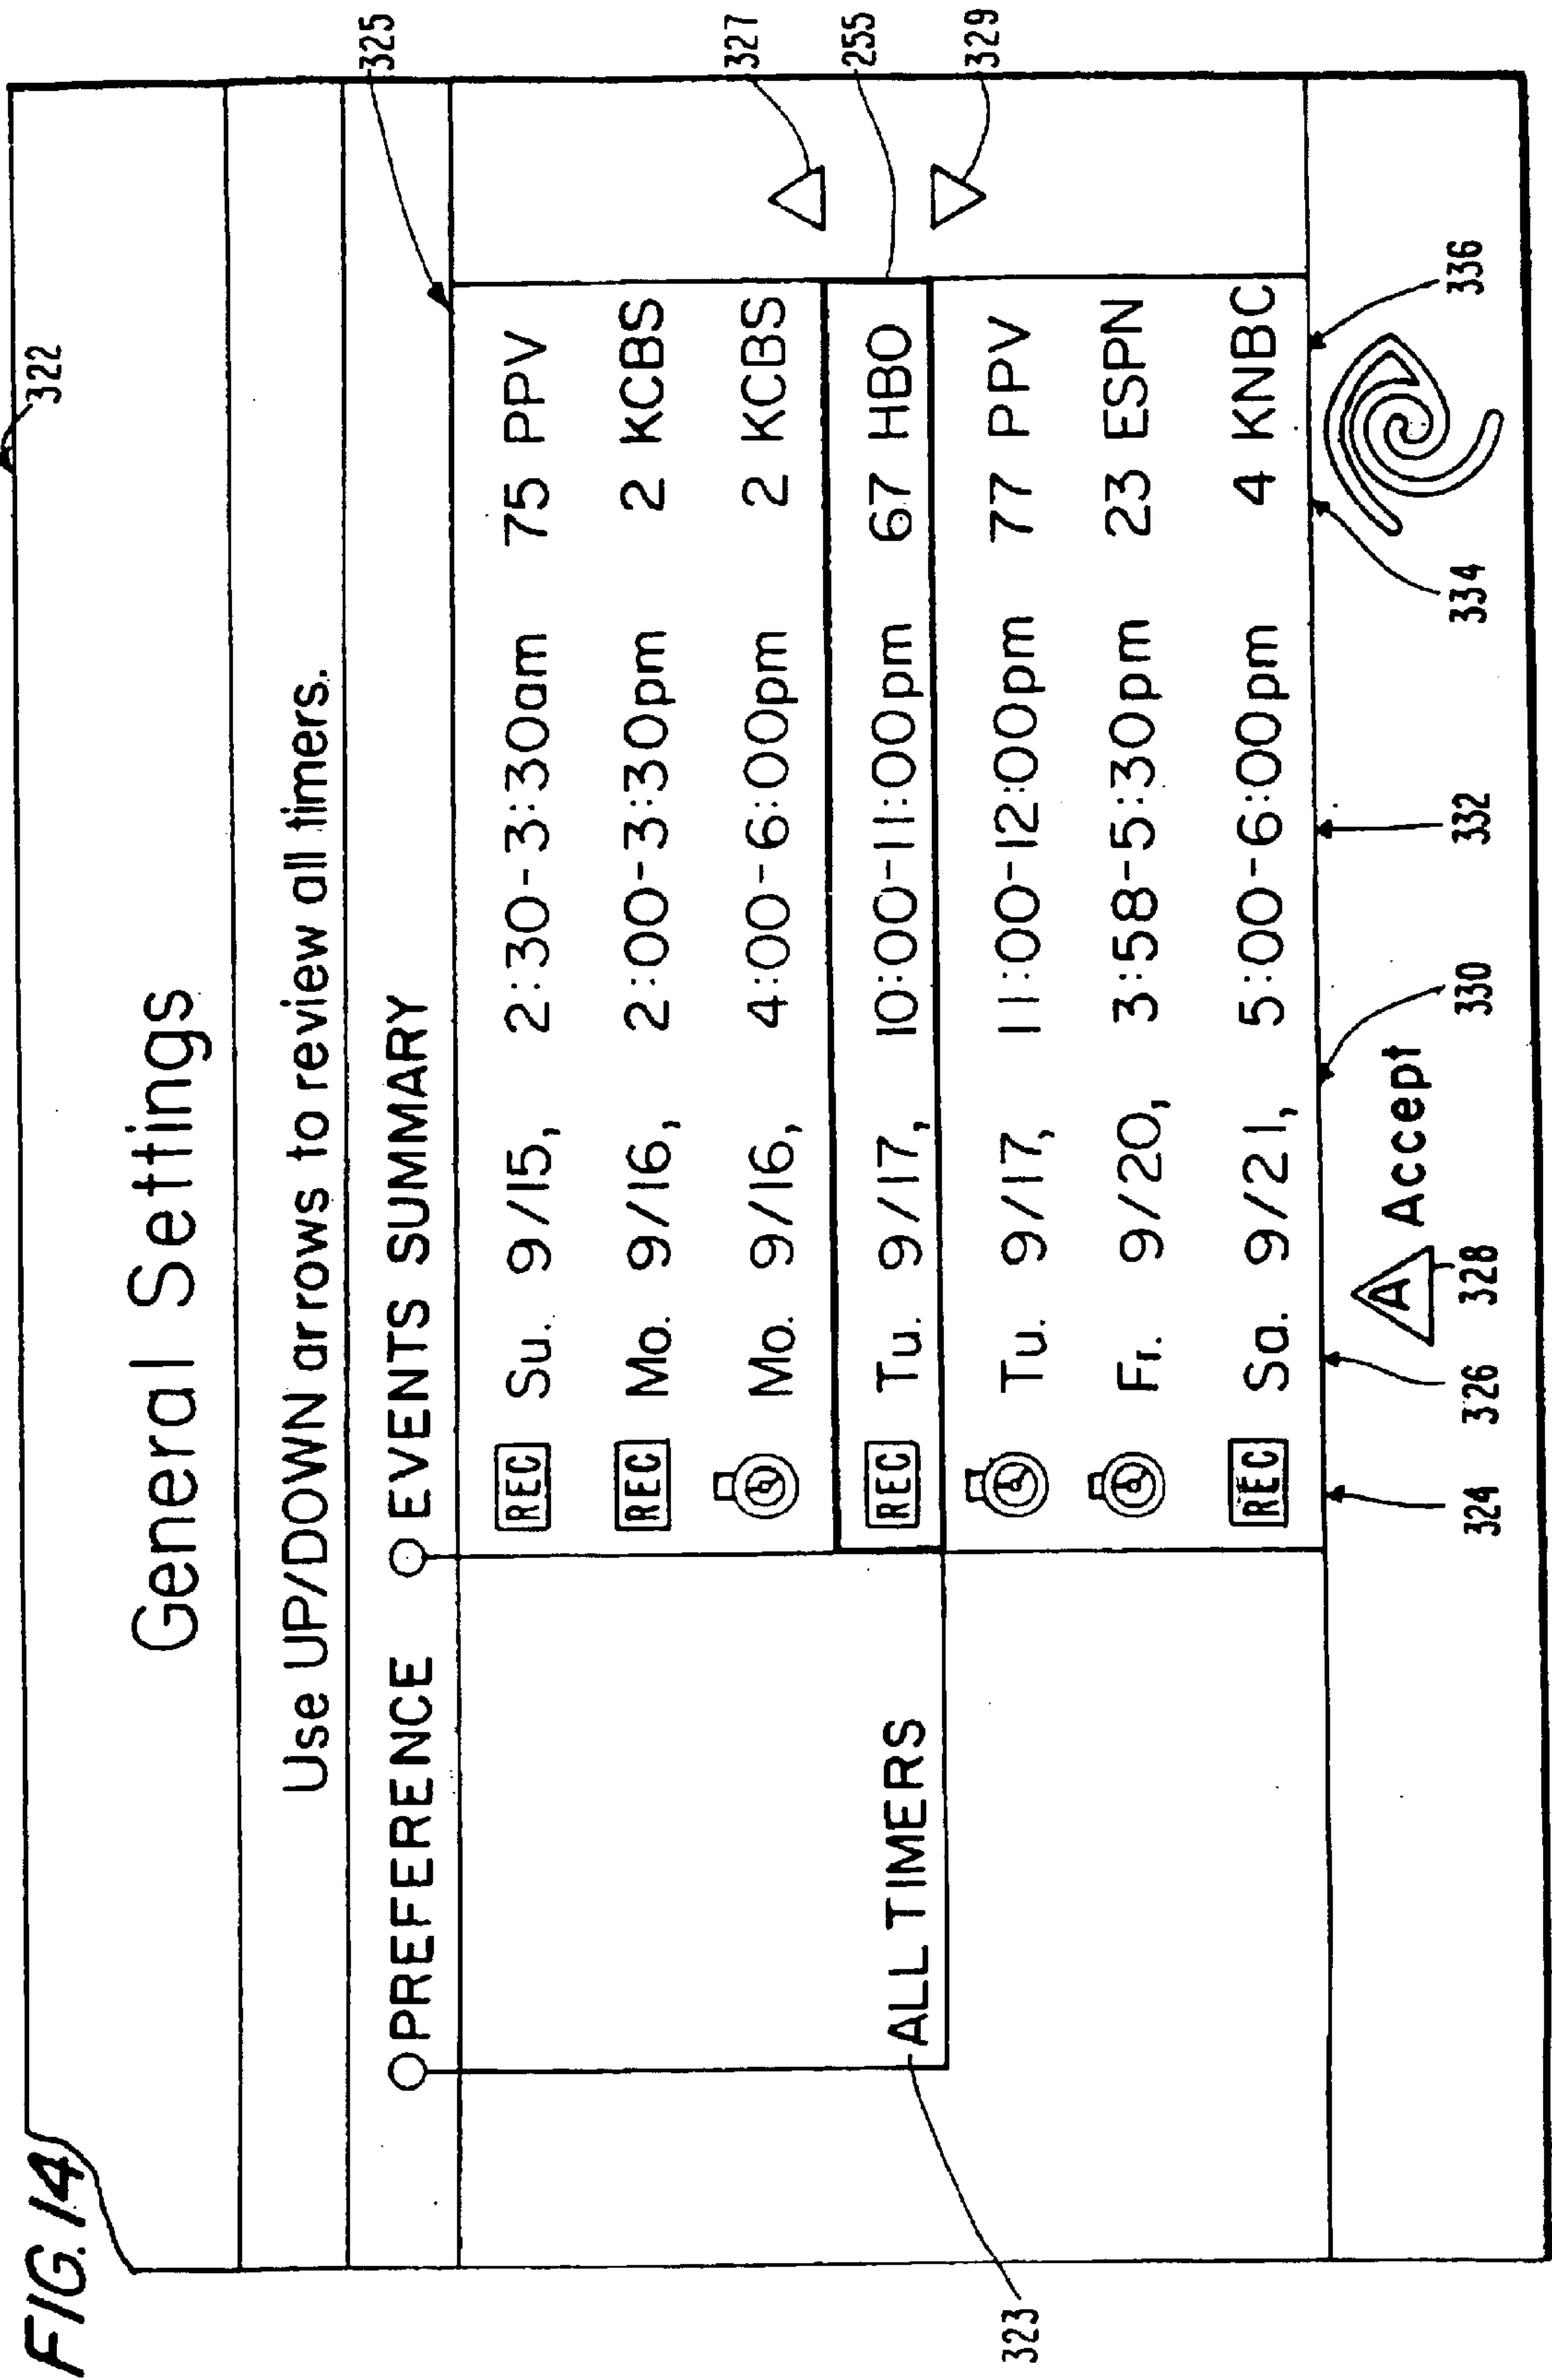 FIG. 14
322
General Settings
Use UP/DOWN arrows to review all timers.
325
PREFERENCE EVENTS SUMMARY
REC Su. 9/15, 2:30-3:30am 75 PPV
REC Mo. 9/16, 2:00-3:30pm 2 KCBS
Mo. 9/16, 4:00-6:00pm 2 KCBS
327
ALL TIMERS REC Tu. 9/17, 10:00-11:00pm 67 HBO
255
Tu. 9/17, 11:00-12:00pm 77 PPV
329
323
Fr. 9/20, 3:58-5:30pm 23 ESPN
REC Sa. 9/21, 5:00-6:00pm 4 KNBC
A Accept
324 326 328 330 332 334 336